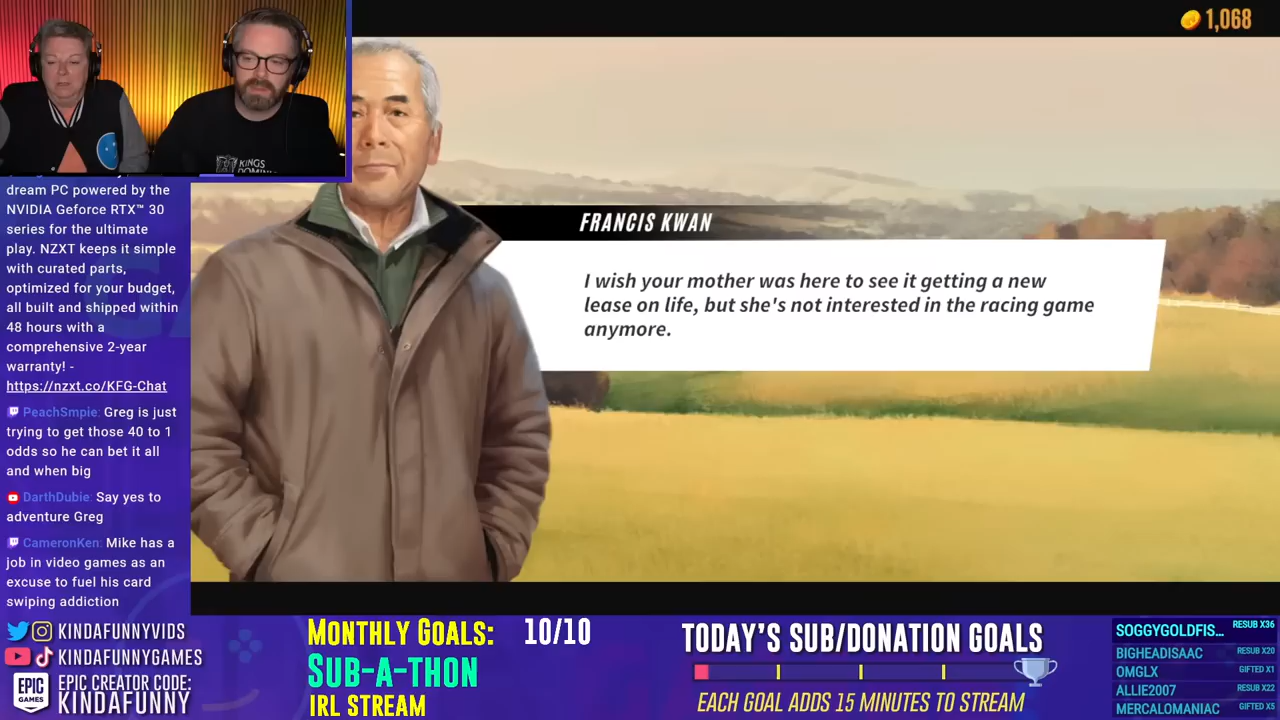 1,068
KINGS
FRANCIS KWAN
I wish your mother was here to see it getting a new
lease on life, but she's not interested in the racing game
anymore.
dream PC powered by the
NVIDIA Geforce RTX™ 30
series for the ultimate
play. NZXT keeps it simple
with curated parts,
optimized for your budget,
all built and shipped within
48 hours with a
comprehensive 2-year
warranty! -
https://nzxt.co/KFG-Chat
PeachSmpie: Greg is just
trying to get those 40 to 1
odds so he can bet it all
and when big
DarthDubie: Say yes to
adventure Greg
CameronKen: Mike has a
job in video games as an
excuse to fuel his card
swiping addiction
KINDAFUNNYVIDS
KINDAFUNNYGAMES
EPIC GAMES
EPIC CREATOR CODE:
KINDAFUNNY
MONTHLY GOALS: 10/10
SUB-A-THON
IRL STREAM
TODAY'S SUB/DONATION GOALS
EACH GOAL ADDS 15 MINUTES TO STREAM
SOGGYGOLDFIS... RESUB X36
BIGHEADISAAC RESUB X20
OMGLX GIFTED X1
ALLIE2007 RESUB X22
MERCALOMANIAC GIFTED X5